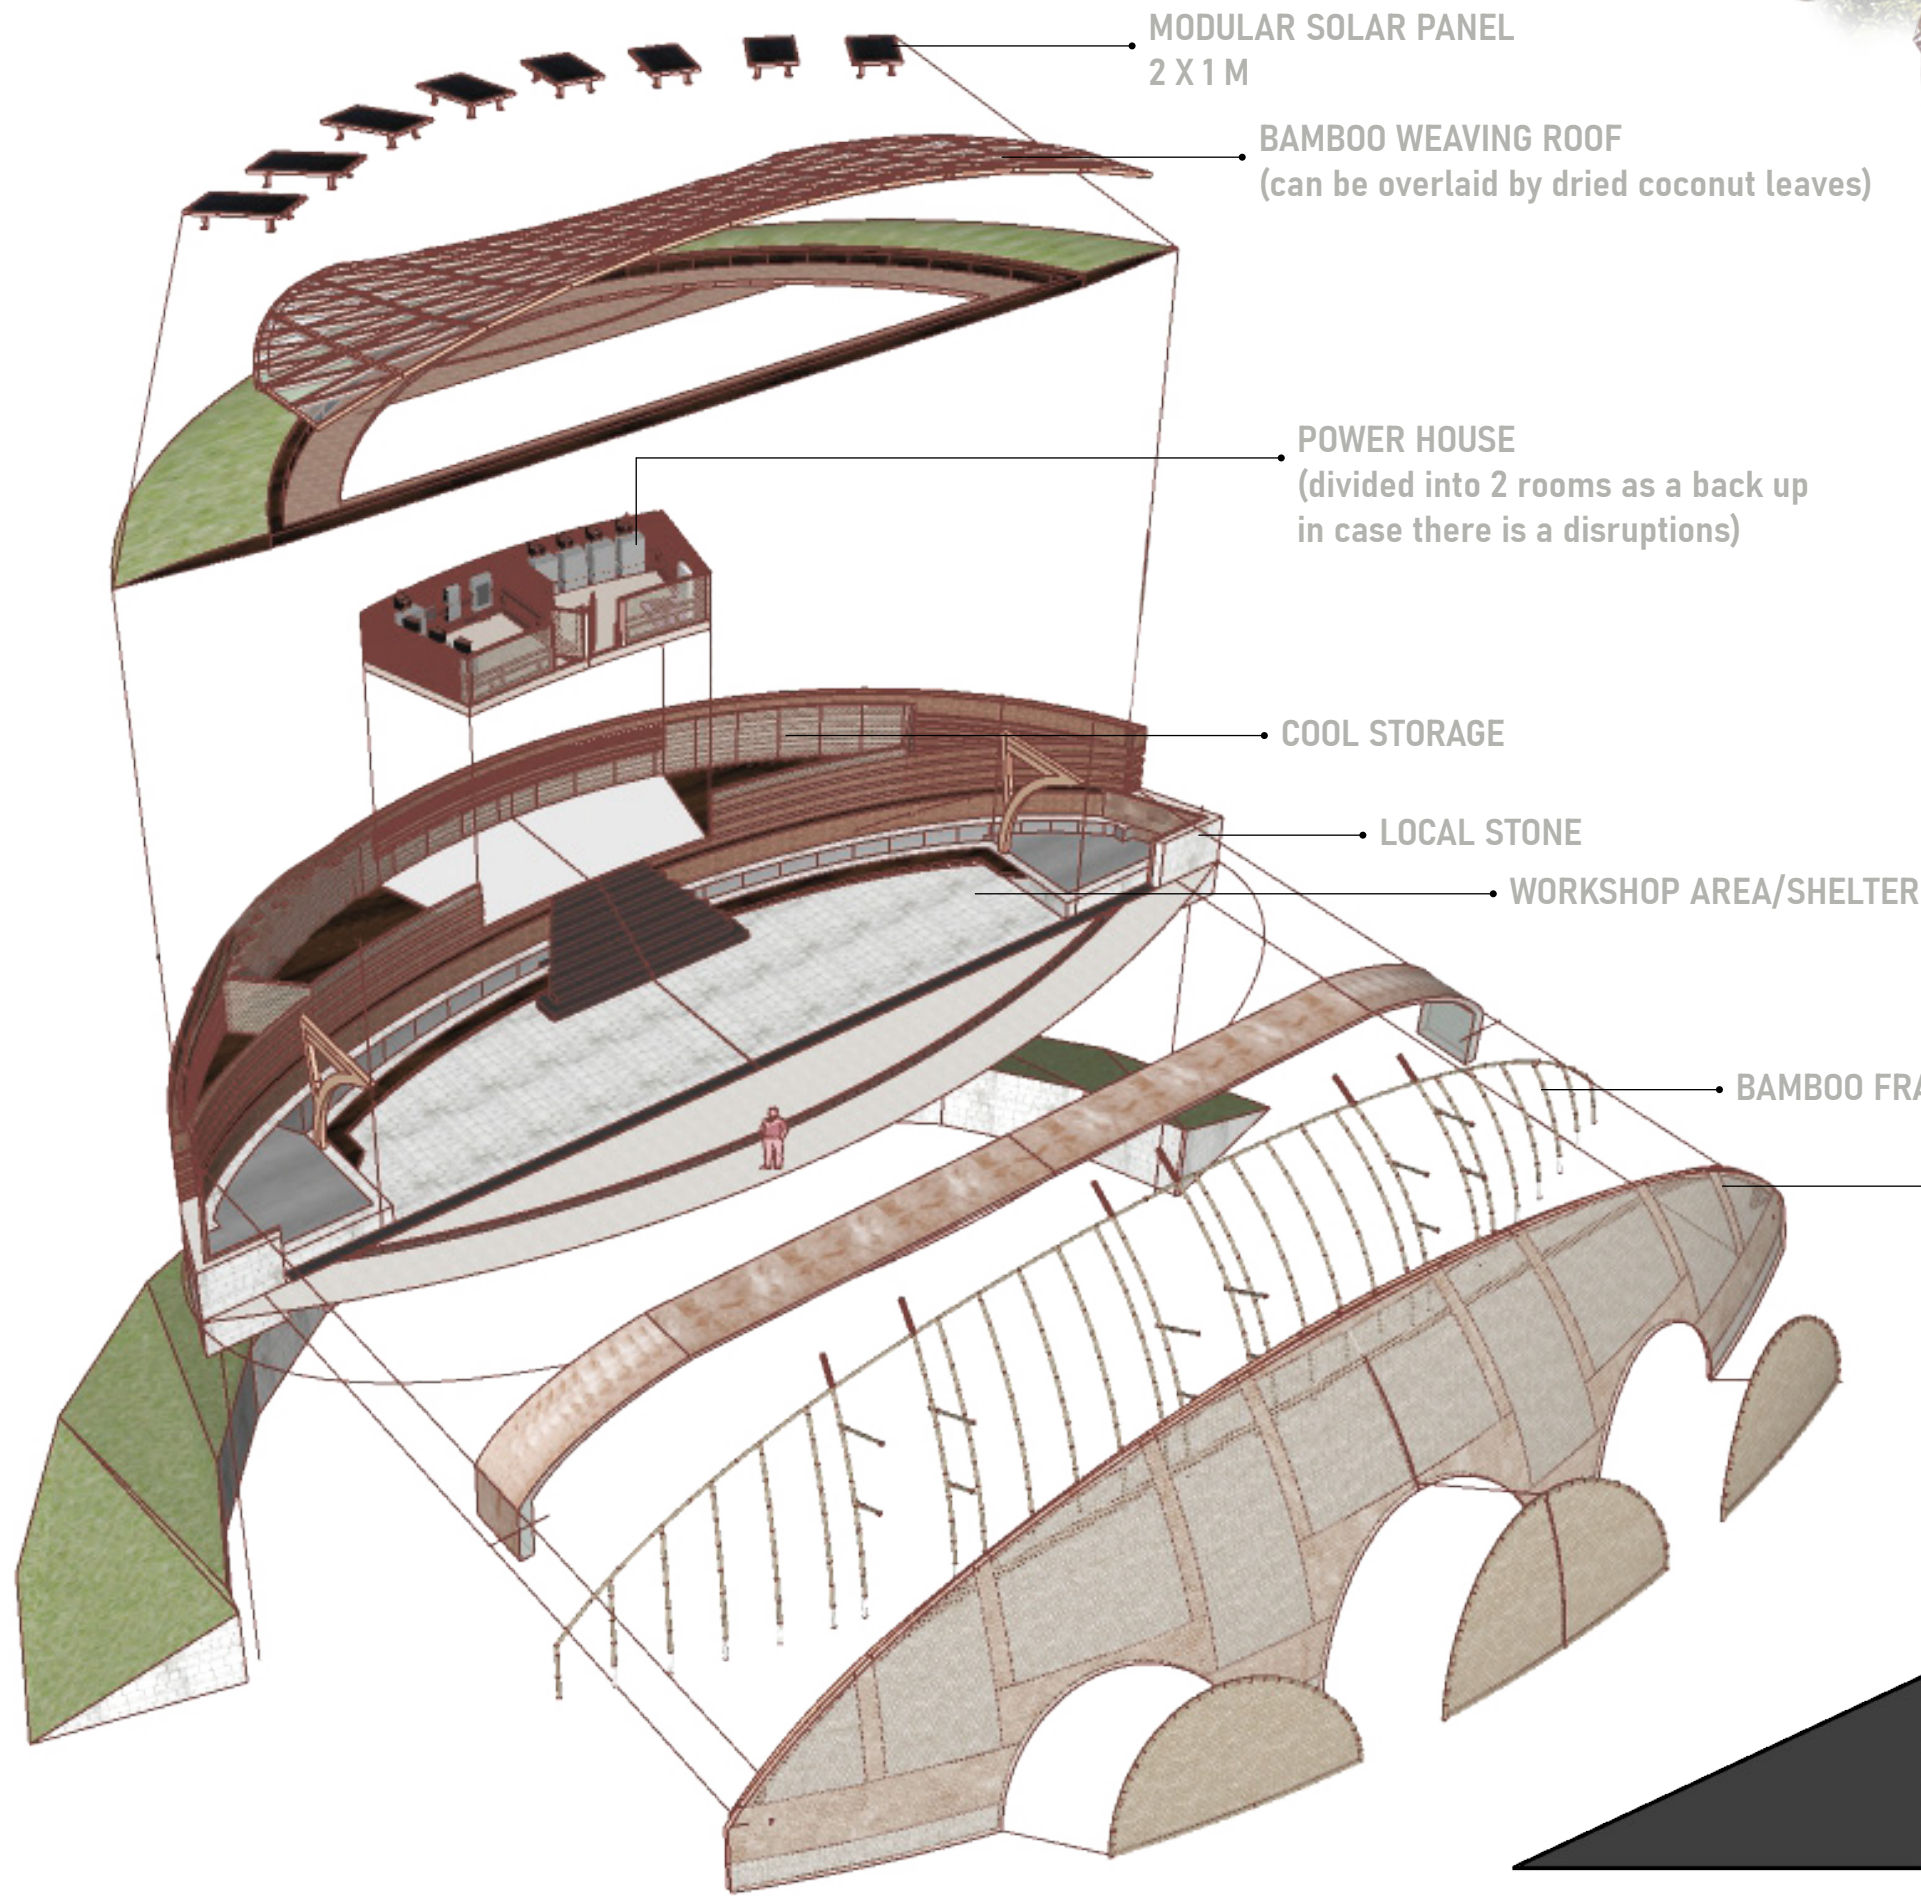 MODULAR SOLAR PANEL
2 X 1 M
BAMBOO WEAVING ROOF
(can be overlaid by dried coconut leaves)
POWER HOUSE
(divided into 2 rooms as a back up
in case there is a disruptions)
COOL STORAGE
LOCAL STONE
WORKSHOP AREA/SHELTER
BAMBOO